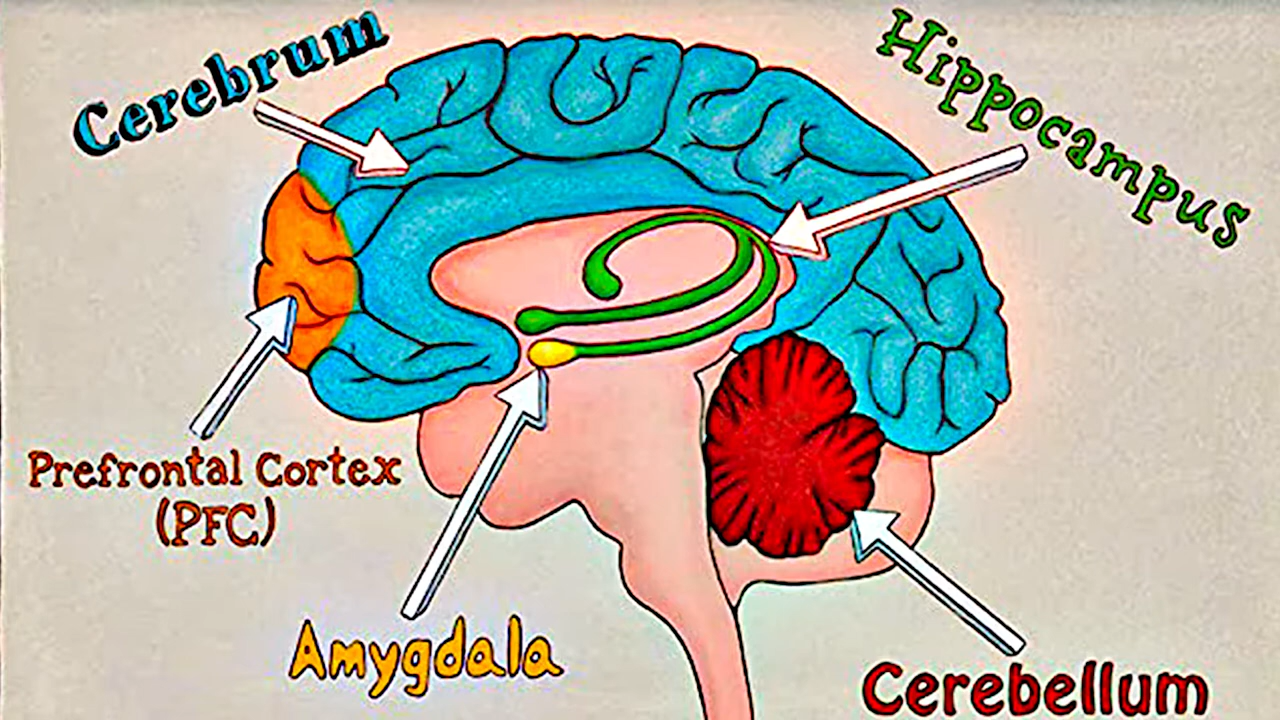 Cerebrum
Hippocampus
Prefrontal Cortex
(PFC)
Amygdala
Cerebellum